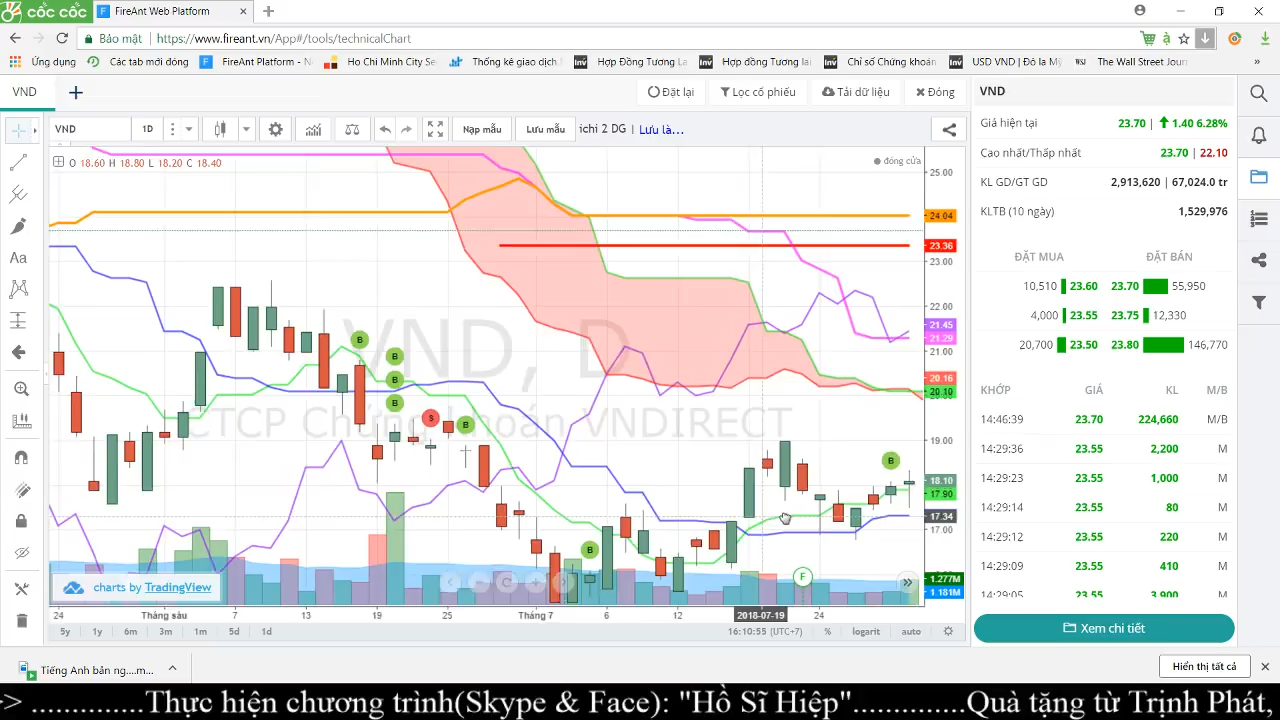 cốc cốc FireAnt Web Platform
Bảo mật https://www.fireant.vn/App#/tools/technicalChart
Ứng dụng Các tab mới đóng FireAnt Platform - N Ho Chi Minh City Se Thống kê giao dịch Hợp Đồng Tương La Hợp đồng Tương la Chỉ số Chứng khoán USD VND | Đô la Mỹ The Wall Street Jour »
VND Đặt lại Lọc cổ phiếu Tải dữ liệu Đóng
VND 1D Nạp mẫu Lưu mẫu ichi 2 DG | Lưu là...
O 18.60 H 18.80 L 18.20 C 18.40
đóng cửa
25.00
24.04
23.36
23.00
22.00
21.45
21.29
21.00
20.16
20.10
19.00
18.10
17.90
17.34
17.00
1.277M
1.181M
VND, D
CTCP Chứng khoán VNDIRECT
B
B
B
B
S
B
B
B
F
charts by TradingView
24 Tháng sáu 7 13 19 25 Tháng 7 6 12 2018-07-19 24
5y 1y 6m 3m 1m 5d 1d 16:10:55 (UTC+7) % logarit auto
VND
Giá hiện tại 23.70 | 1.40 6.28%
Cao nhất/Thấp nhất 23.70 | 22.10
KL GD/GT GD 2,913,620 | 67,024.0 tr
KLTB (10 ngày) 1,529,976
ĐẶT MUA ĐẶT BÁN
10,510 23.60 23.70 55,950
4,000 23.55 23.75 12,330
20,700 23.50 23.80 146,770
KHỚP GIÁ KL M/B
14:46:39 23.70 224,660 M/B
14:29:36 23.55 2,200 M
14:29:23 23.55 1,000 M
14:29:14 23.55 80 M
14:29:12 23.55 220 M
14:29:09 23.55 410 M
14:29:05 23.55 3,900 M
Xem chi tiết
Tiếng Anh bản ng....m... Hiển thị tất cả
>> ..............Thực hiện chương trình(Skype & Face): "Hồ Sĩ Hiệp"..............Quà tặng từ Trinh Phát,